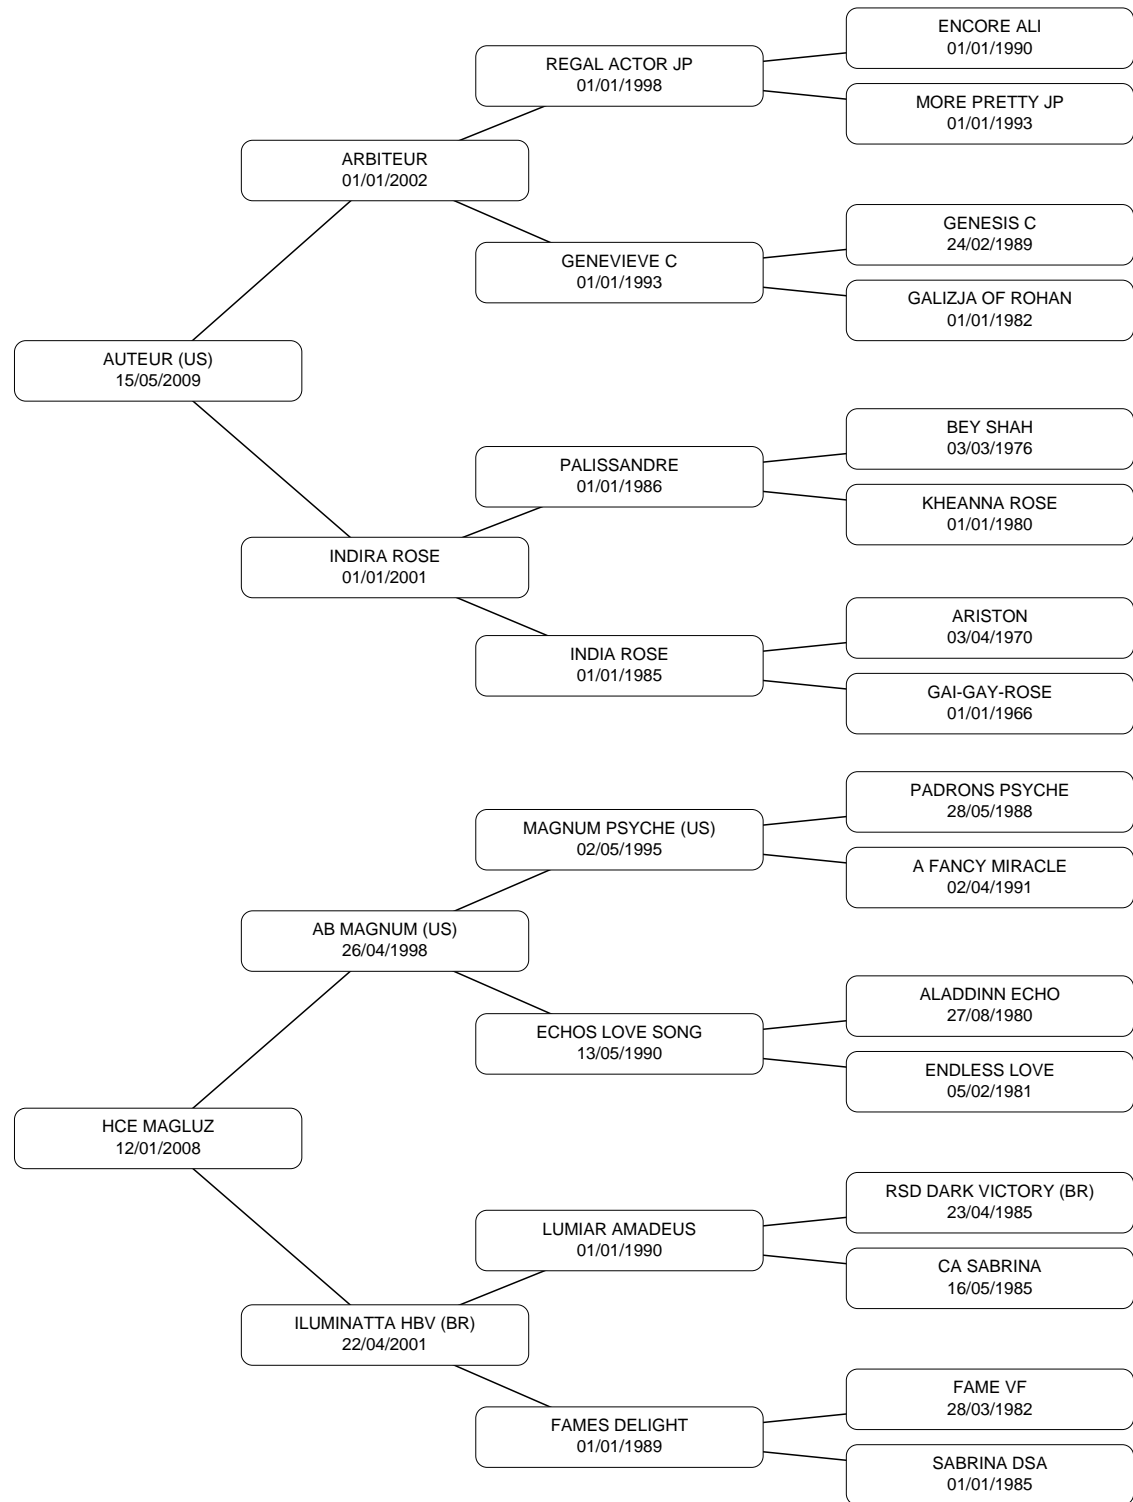 ENCORE ALI
01/01/1990
REGAL ACTOR JP
01/01/1998
MORE PRETTY JP
01/01/1993
ARBITEUR
01/01/2002
GENESIS C
24/02/1989
GENEVIEVE C
01/01/1993
GALIZJA OF ROHAN
01/01/1982
AUTEUR (US)
15/05/2009
BEY SHAH
03/03/1976
PALISSANDRE
01/01/1986
KHEANNA ROSE
01/01/1980
INDIRA ROSE
01/01/2001
ARISTON
03/04/1970
INDIA ROSE
01/01/1985
GAI-GAY-ROSE
01/01/1966
PADRONS PSYCHE
28/05/1988
MAGNUM PSYCHE (US)
02/05/1995
A FANCY MIRACLE
02/04/1991
AB MAGNUM (US)
26/04/1998
ALADDINN ECHO
27/08/1980
ECHOS LOVE SONG
13/05/1990
ENDLESS LOVE
05/02/1981
HCE MAGLUZ
12/01/2008
RSD DARK VICTORY (BR)
23/04/1985
LUMIAR AMADEUS
01/01/1990
CA SABRINA
16/05/1985
ILUMINATTA HBV (BR)
22/04/2001
FAME VF
28/03/1982
FAMES DELIGHT
01/01/1989
SABRINA DSA
01/01/1985